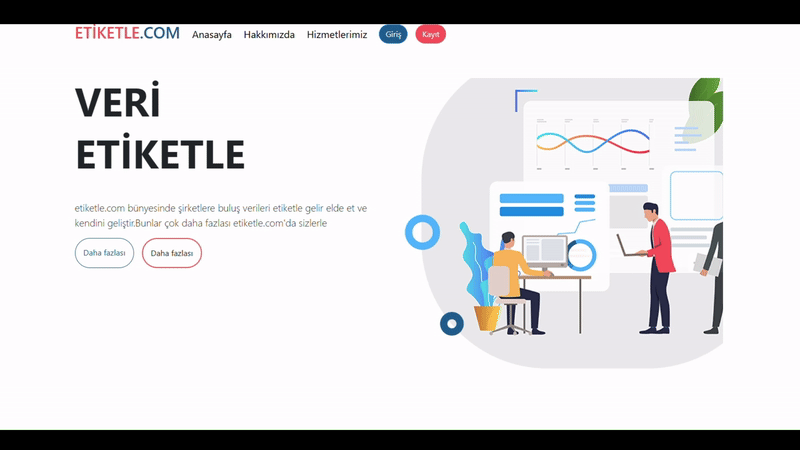 ETİKETLE.COM Anasayfa Hakkımızda Hizmetlerimiz Giriş Kayıt
VERİ
ETİKETLE
etiketle.com bünyesinde şirketlere buluş verileri etiketle gelir elde et ve
kendini geliştir.Bunlar çok daha fazlası etiketle.com'da sizlerle
Daha fazlası Daha fazlası